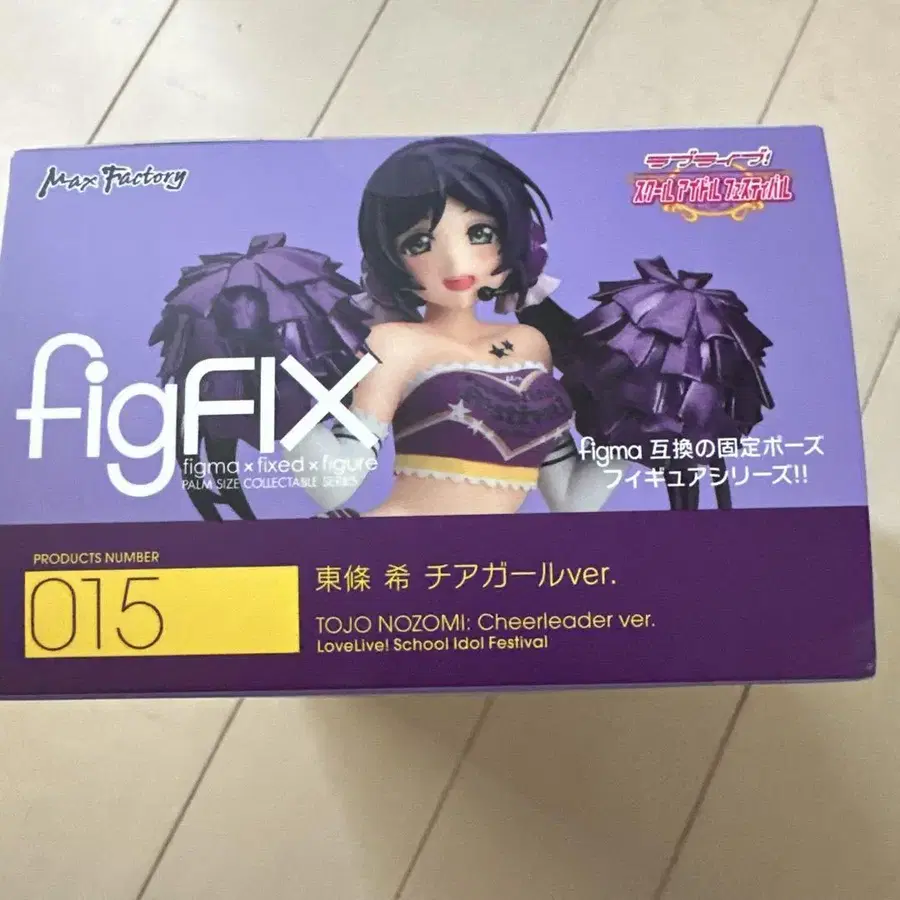 Max Factory
ラブライブ!
スクールアイドルフェスティバル
figFIX
figma×fixed×figure
PALM SIZE COLLECTABLE SERIES
figma 互換の固定ポーズ
フィギュアシリーズ!!
PRODUCTS NUMBER
015
東條 希 チアガールver.
TOJO NOZOMI: Cheerleader ver.
LoveLive! School Idol Festival